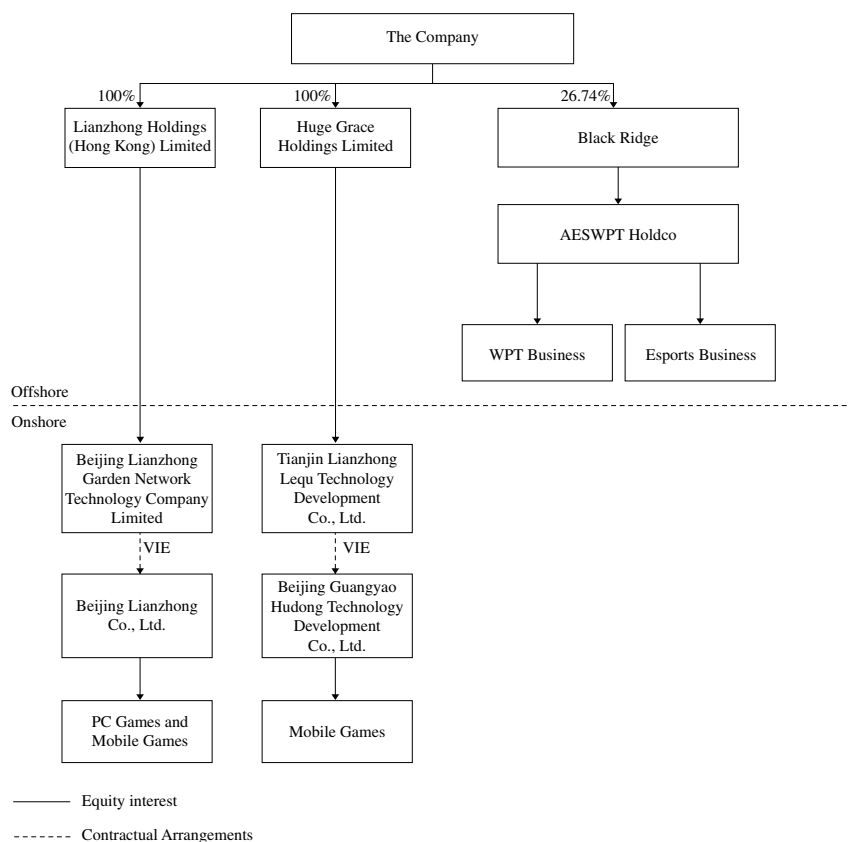 The Company
100%
100%
26.74%
Lianzhong Holdings
(Hong Kong) Limited
Huge Grace
Holdings Limited
Black Ridge
AESWPT Holdco
WPT Business
Esports Business
Offshore
Onshore
Beijing Lianzhong
Garden Network
Technology Company
Limited
Tianjin Lianzhong
Lequ Technology
Development
Co., Ltd.
VIE
VIE
Beijing Lianzhong
Co., Ltd.
Beijing Guangyao
Hudong Technology
Development
Co., Ltd.
PC Games and
Mobile Games
Mobile Games
Equity interest
Contractual Arrangements